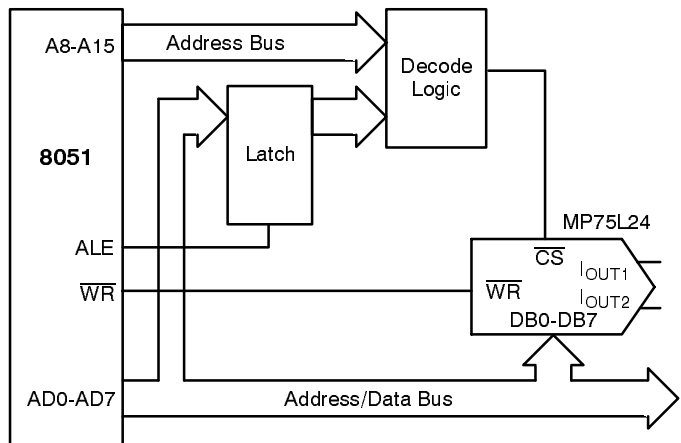 A8-A15
Address Bus
Decode
Logic
8051
Latch
MP75L24
ALE
CS
IOUT1
WR
WR
IOUT2
DB0-DB7
AD0-AD7
Address/Data Bus